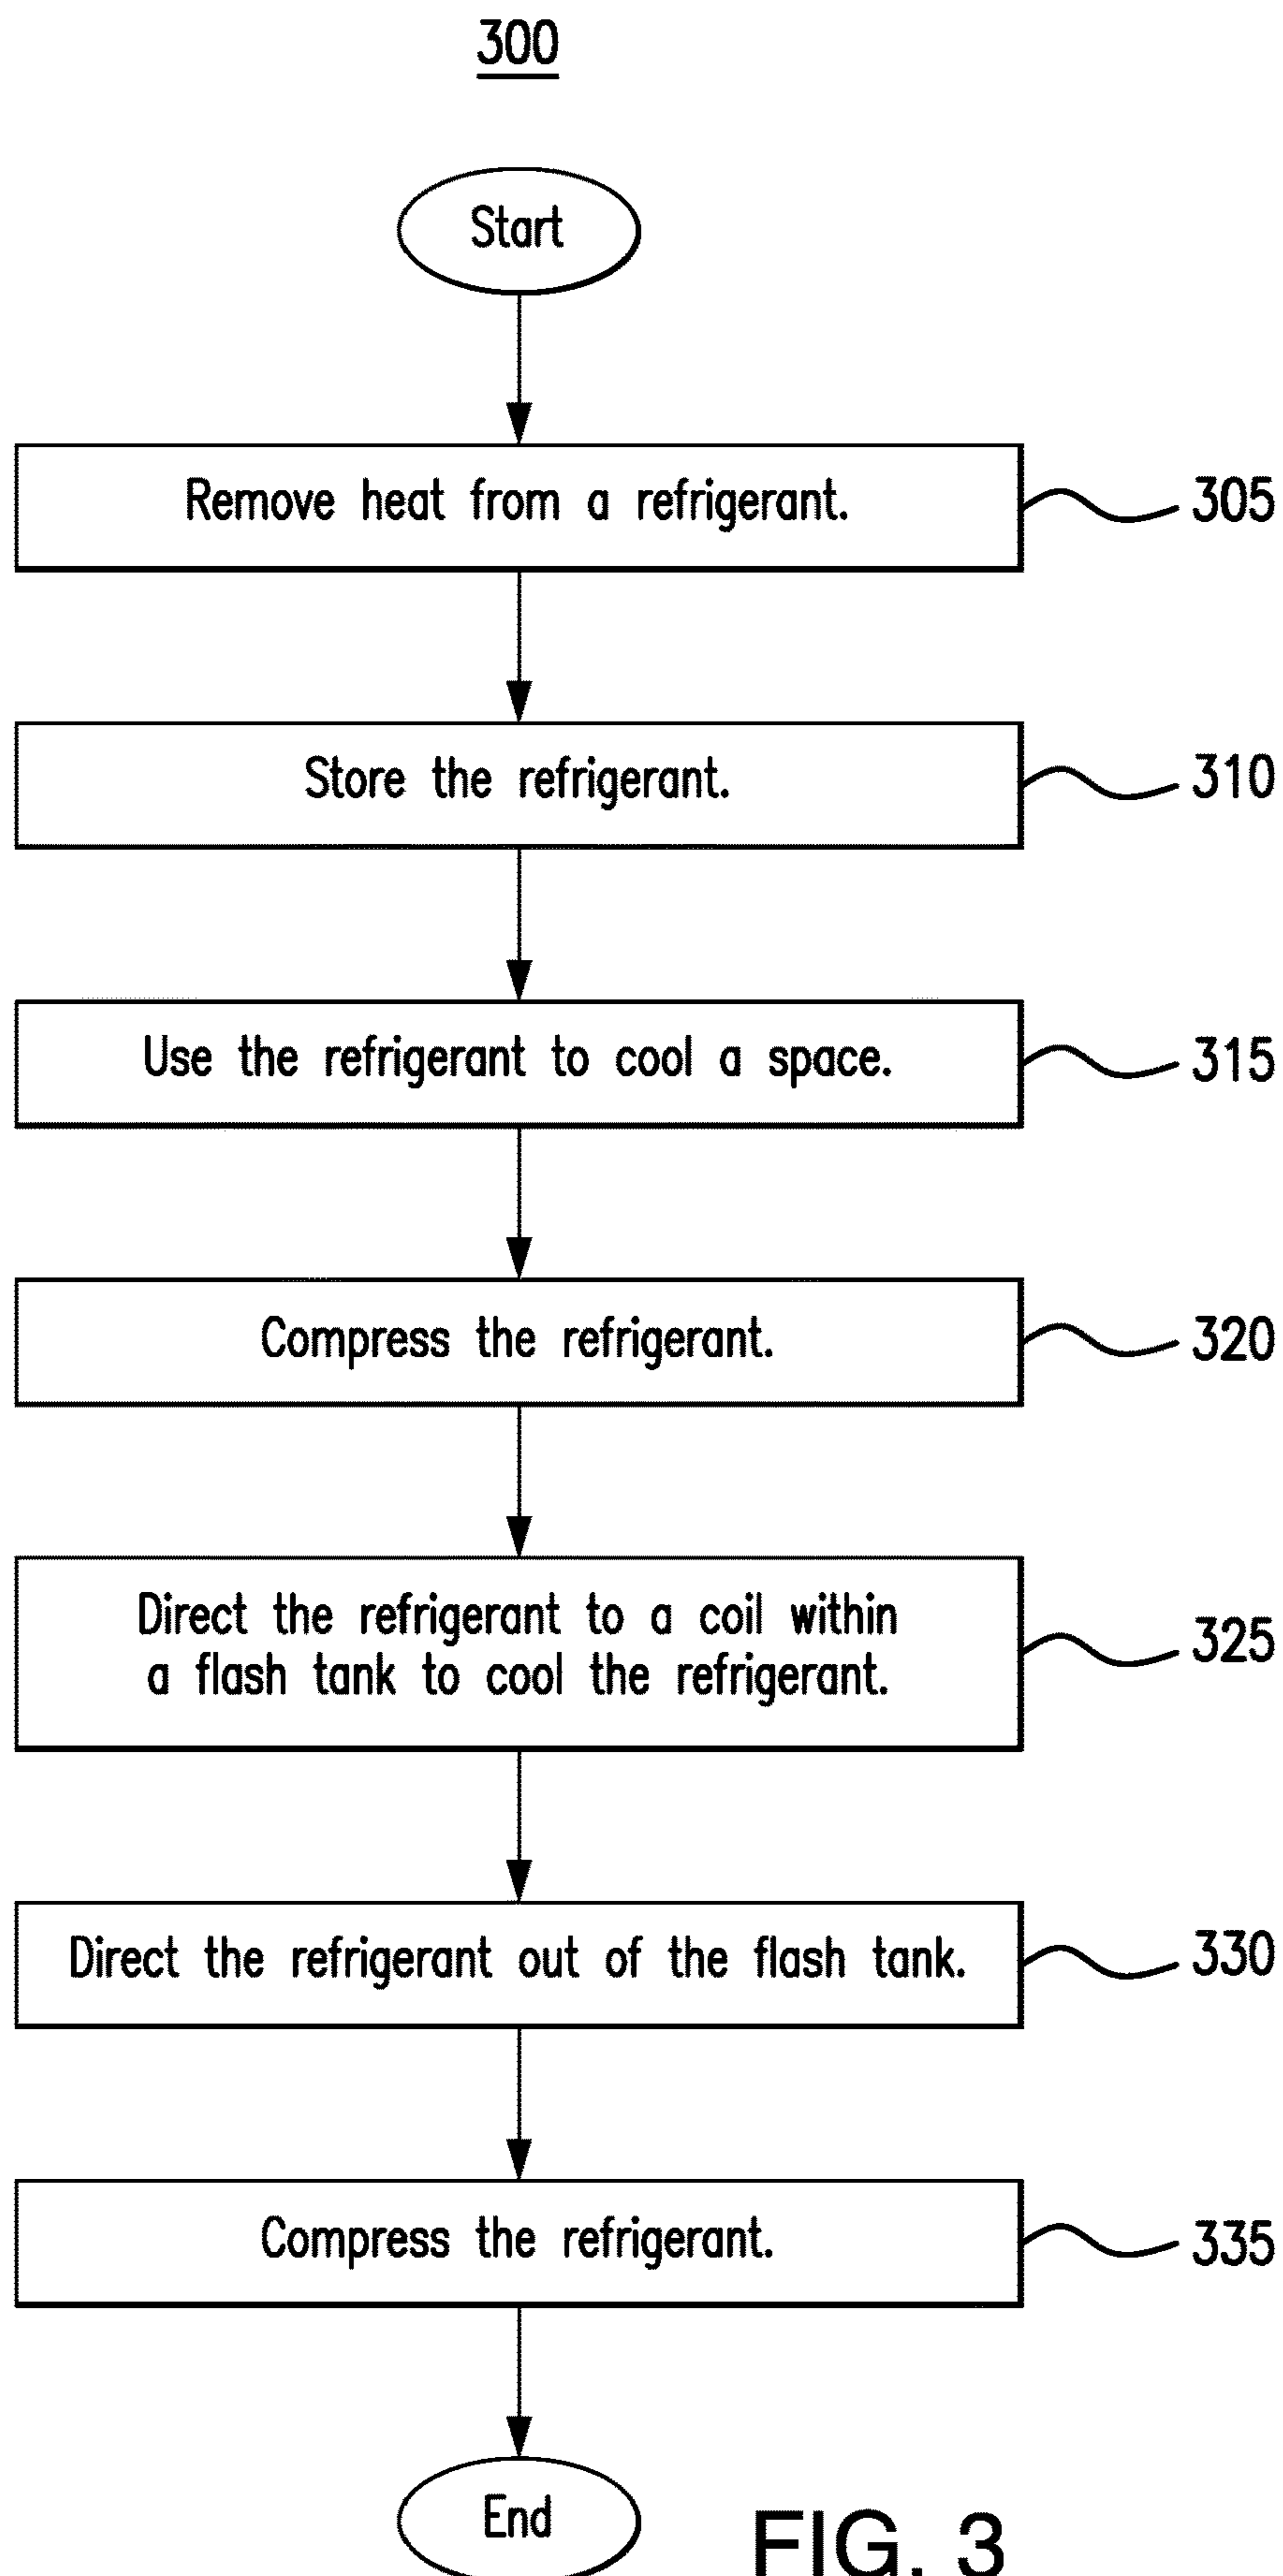 300
Start
Remove heat from a refrigerant.
305
Store the refrigerant.
310
Use the refrigerant to cool a space.
315
Compress the refrigerant.
320
Direct the refrigerant to a coil within
a flash tank to cool the refrigerant.
325
Direct the refrigerant out of the flash tank.
330
Compress the refrigerant.
335
End
FIG. 3